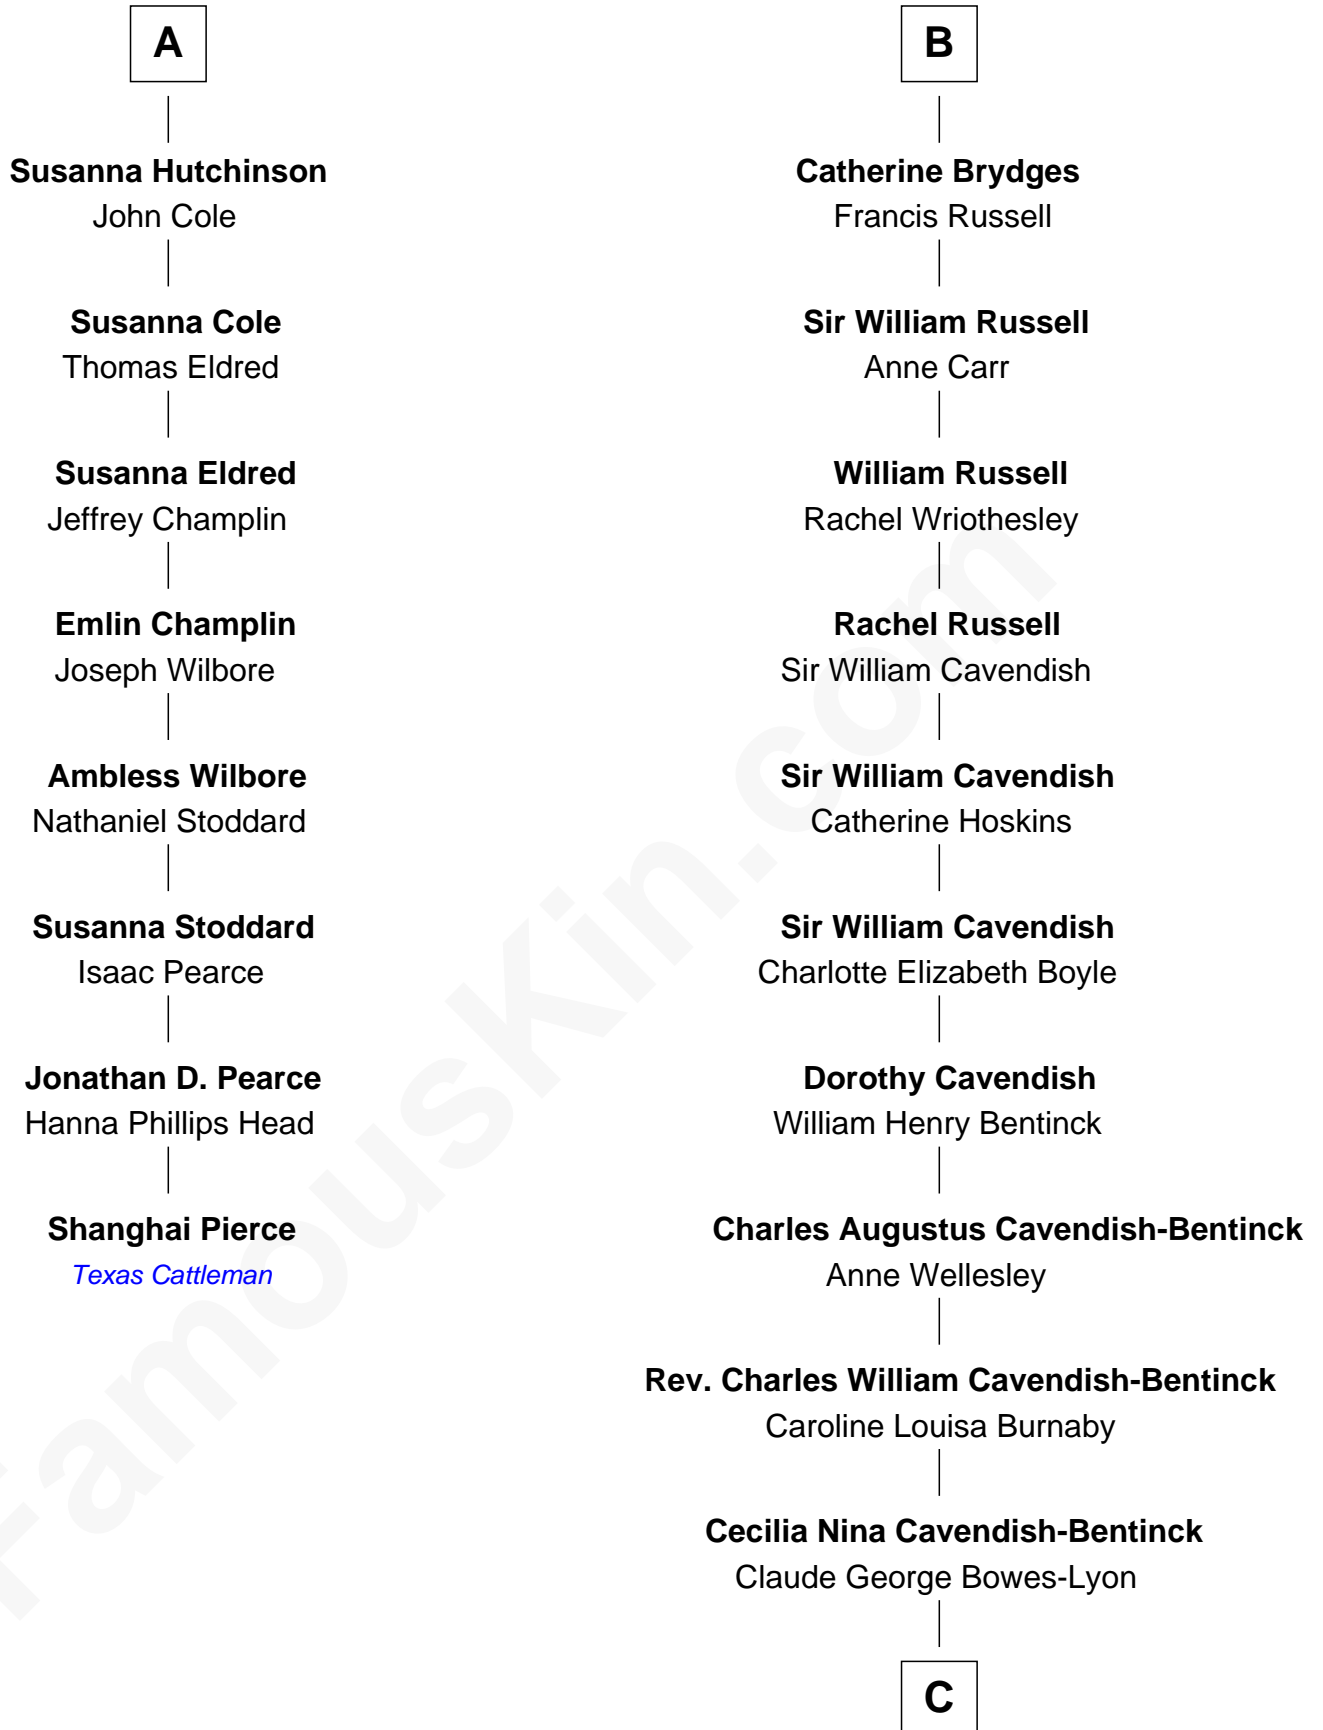 A
Susanna Hutchinson
John Cole
Susanna Cole
Thomas Eldred
Susanna Eldred
Jeffrey Champlin
Emlin Champlin
Joseph Wilbore
Ambless Wilbore
Nathaniel Stoddard
Susanna Stoddard
Isaac Pearce
Jonathan D. Pearce
Hanna Phillips Head
Shanghai Pierce
Texas Cattleman
B
Catherine Brydges
Francis Russell
Sir William Russell
Anne Carr
William Russell
Rachel Wriothesley
Rachel Russell
Sir William Cavendish
Sir William Cavendish
Catherine Hoskins
Sir William Cavendish
Charlotte Elizabeth Boyle
Dorothy Cavendish
William Henry Bentinck
Charles Augustus Cavendish-Bentinck
Anne Wellesley
Rev. Charles William Cavendish-Bentinck
Caroline Louisa Burnaby
Cecilia Nina Cavendish-Bentinck
Claude George Bowes-Lyon
C
FamousKin.com